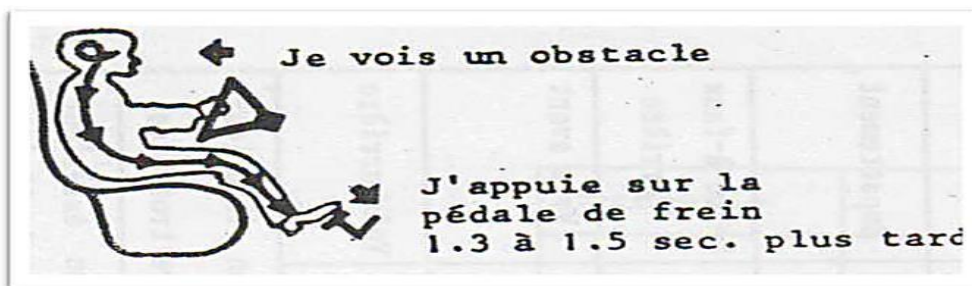 Je vois un obstacle
J'appuie sur la
pédale de frein
1.3 à 1.5 sec. plus tard